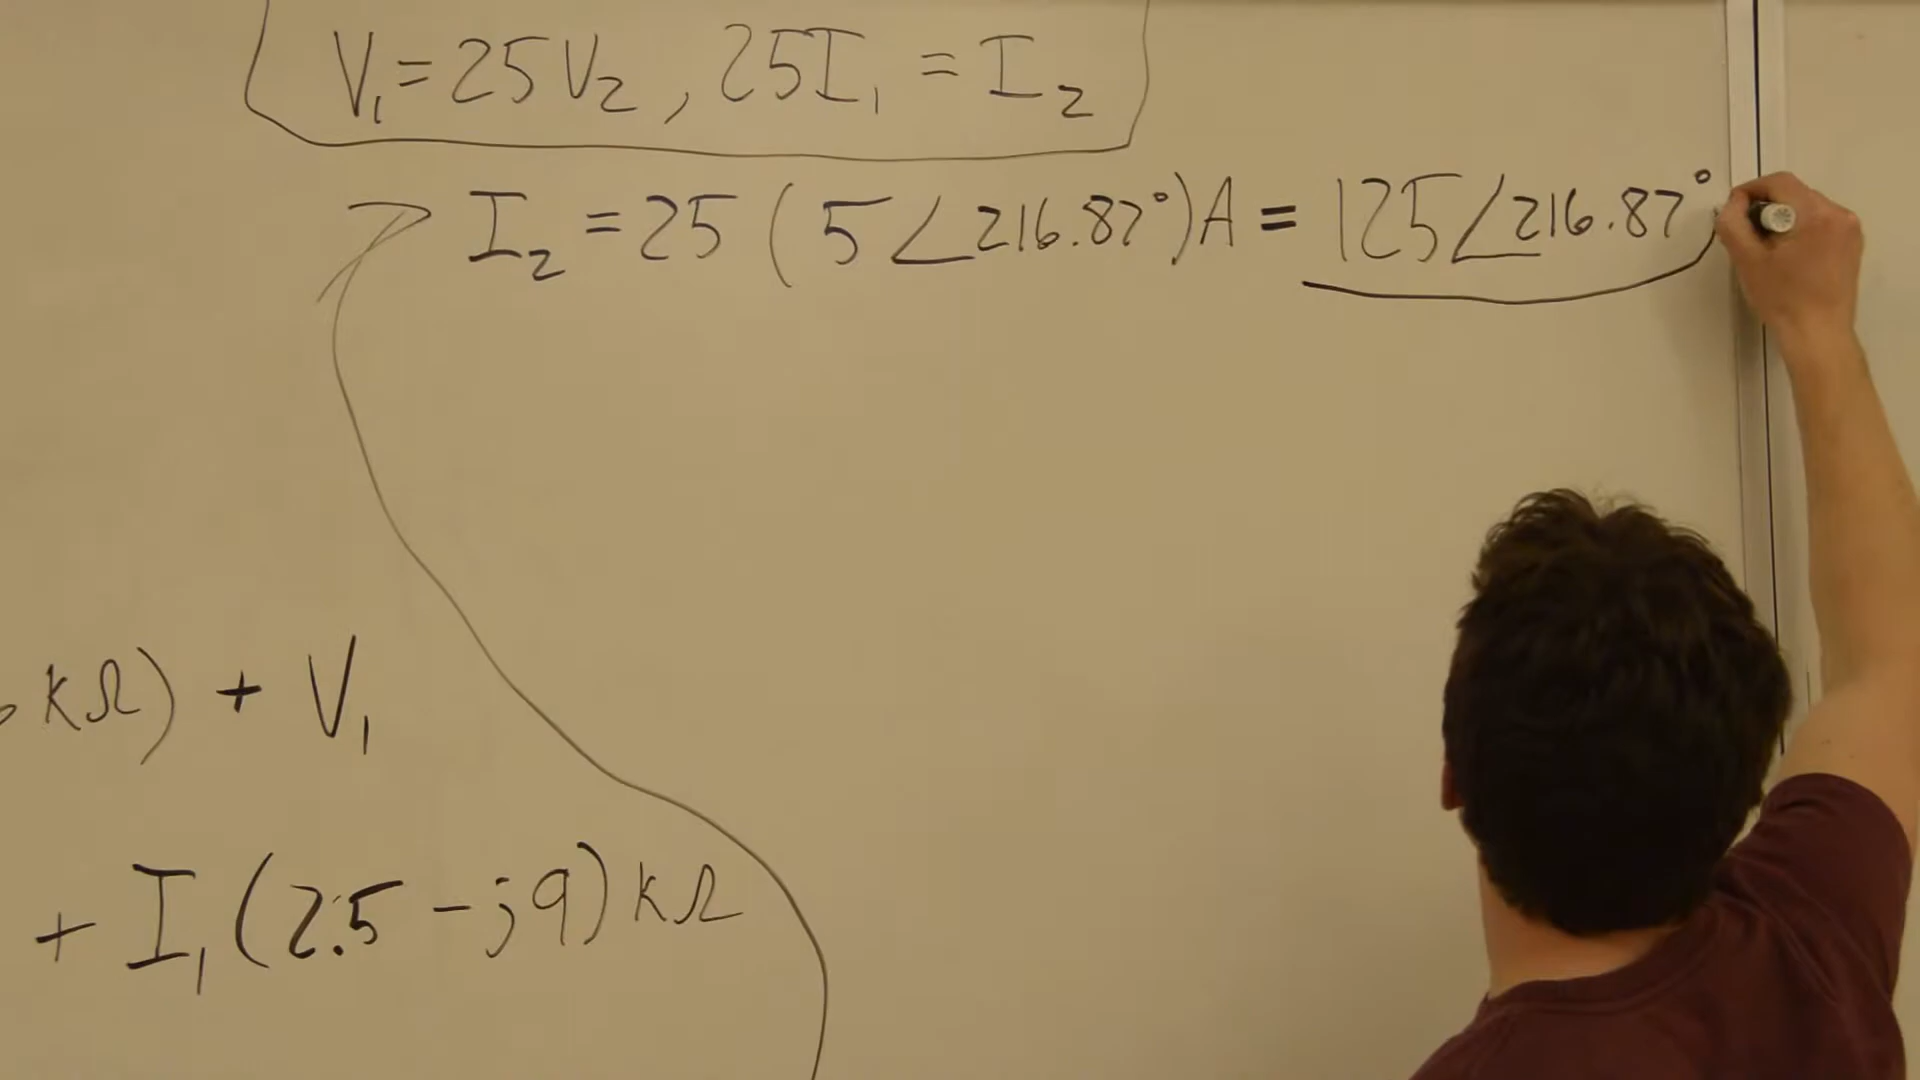 V₁ = 25V₂, 25I₁ = I₂
I₂ = 25(5∠216.87°)A = 125∠216.87°
kΩ) + V₁
+ I₁(2.5 - j9)kΩ